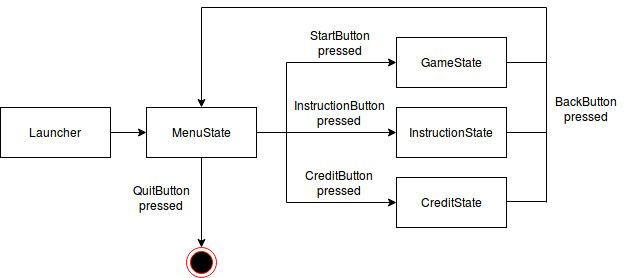 StartButton
pressed
GameState
InstructionButton
pressed
BackButton
pressed
Launcher
MenuState
InstructionState
CreditButton
pressed
QuitButton
pressed
CreditState